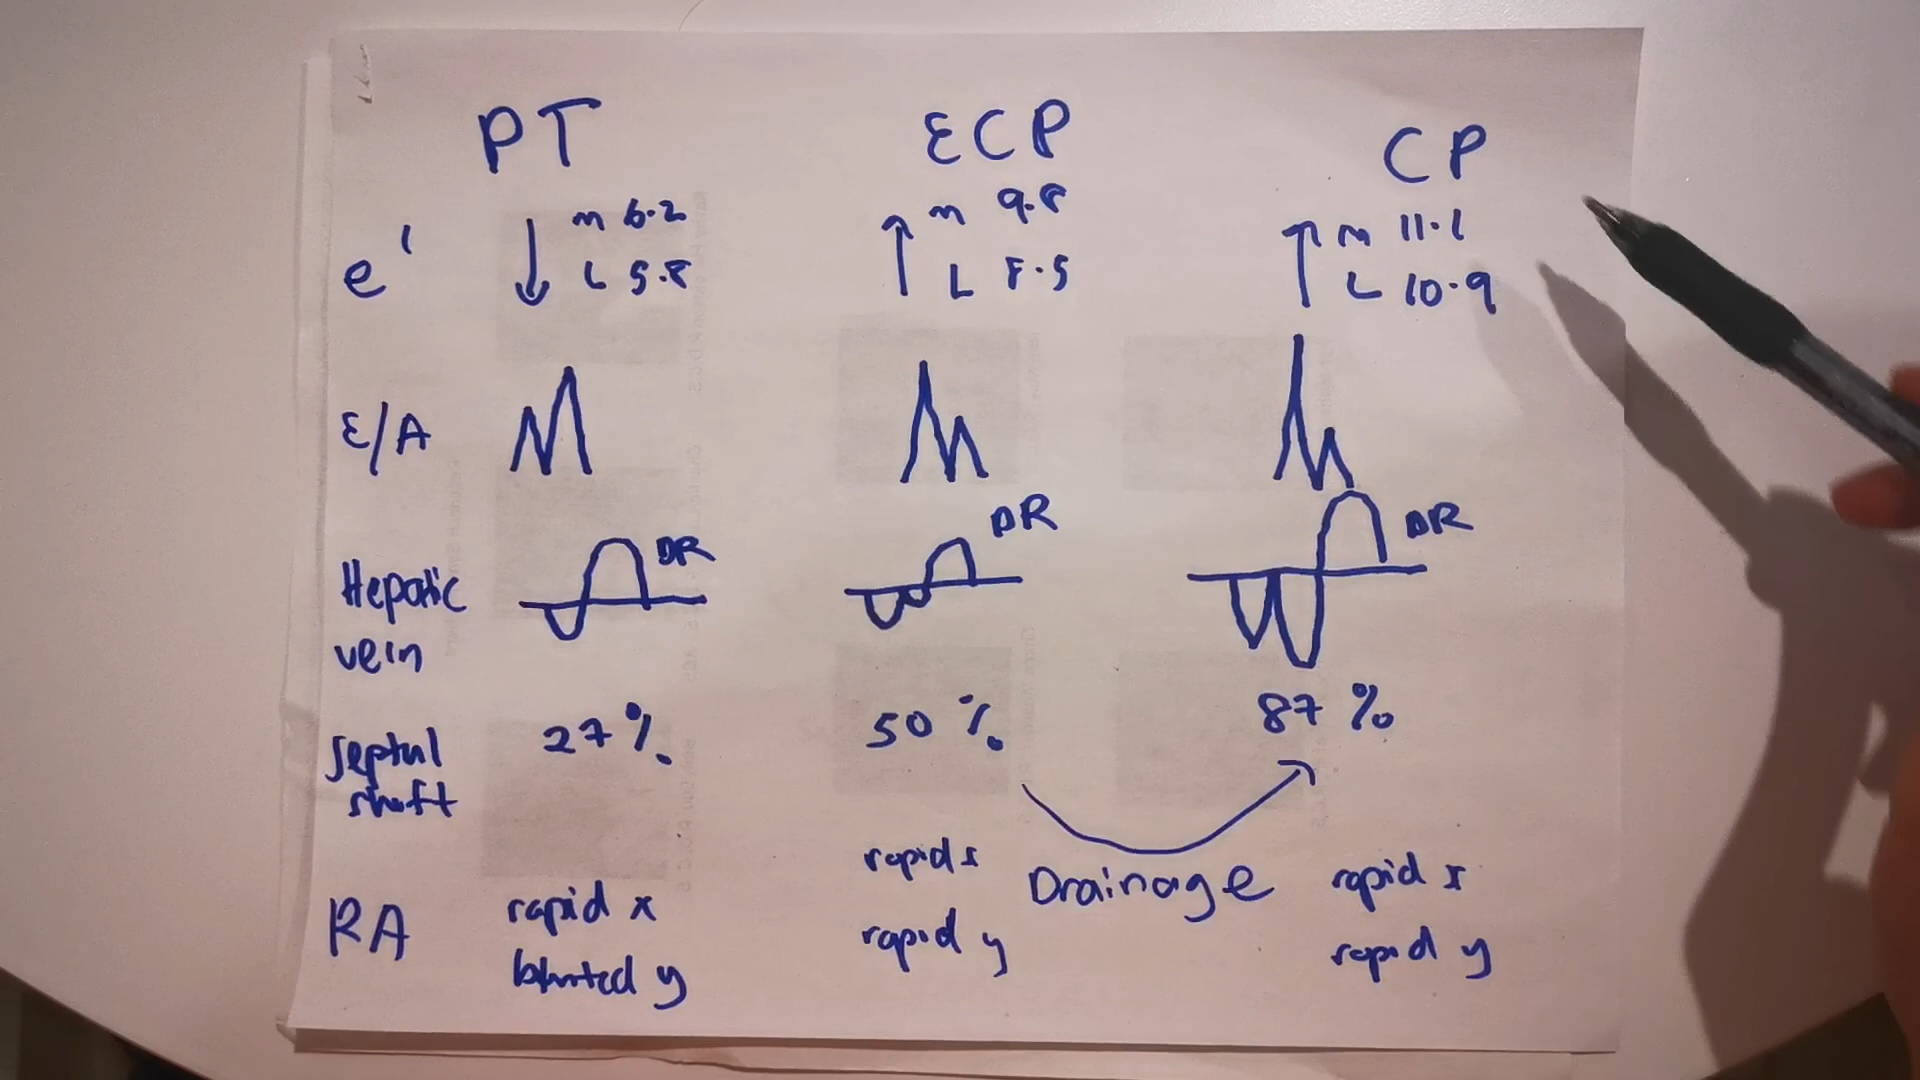 PT ECP CP
e' ↓ m 6.2 ↑ m 9.8 ↑ m 11.1
L 5.8 L 8.5 L 10.9
E/A
Hepatic DR DR DR
vein
septul 27% 50% 87%
shift
rapid x rapid x Drainage rapid x
RA blunted y rapid y rapid y